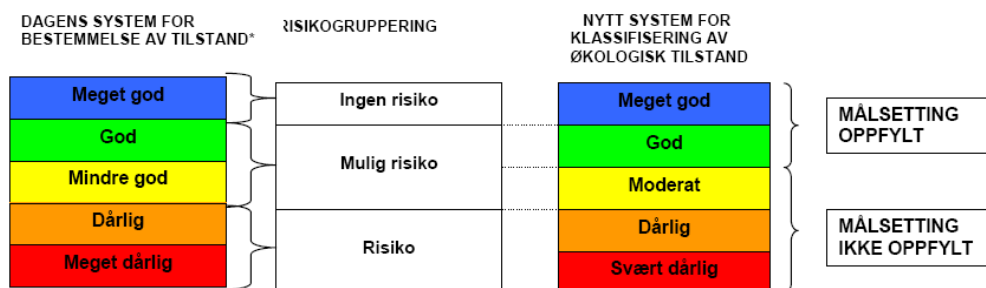 DAGENS SYSTEM FOR
BESTEMMELSE AV TILSTAND*
Meget god
God
Mindre god
Dårlig
Meget dårlig
RISIKOGRUPPERING
Ingen risiko
Mulig risiko
Risiko
NYTT SYSTEM FOR
KLASSIFISERING AV
ØKOLOGISK TILSTAND
Meget god
God
Moderat
Dårlig
Svært dårlig
MÅLSETTING
OPPFYLT
MÅLSETTING
IKKE OPPFYLT